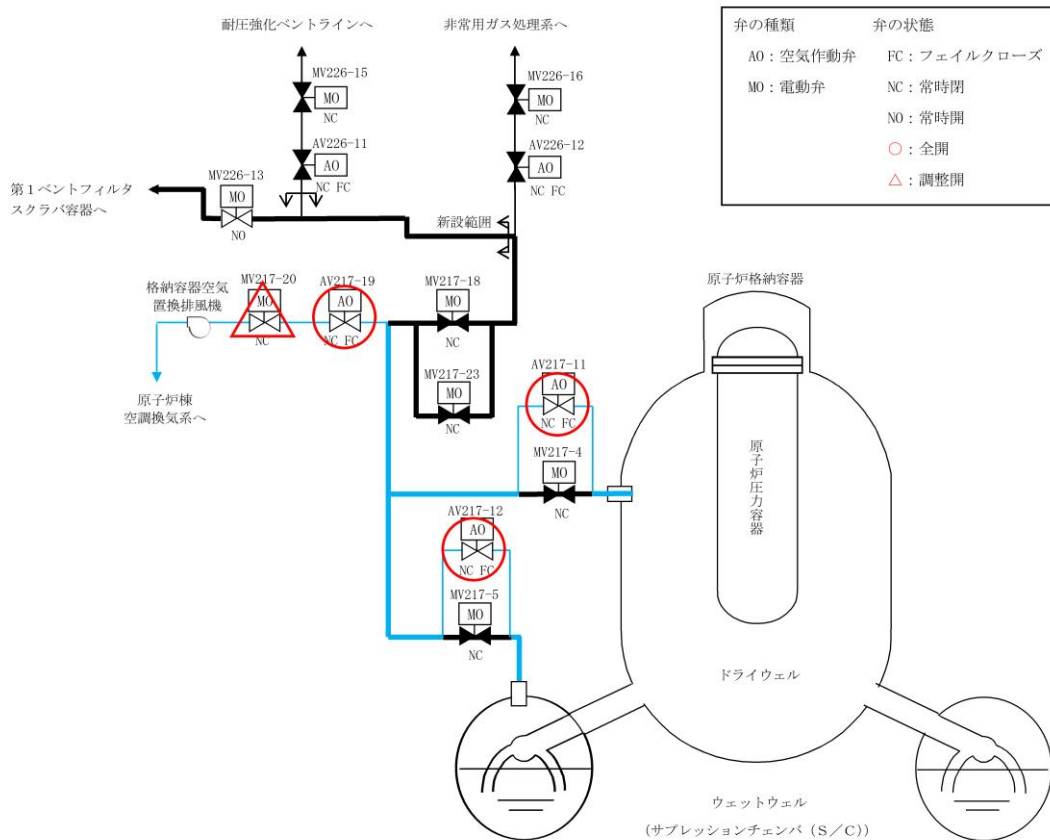 耐圧強化ベントラインへ
非常用ガス処理系へ
弁の種類
弁の状態
AO：空気作動弁
FC：フェイルクローズ
MO：電動弁
NC：常時閉
NO：常時開
○：全開
△：調整開
MV226-15
MO
NC
MV226-16
MO
NC
AV226-11
AO
NC FC
AV226-12
AO
NC FC
MV226-13
MO
NO
第1ベントフィルタ
スクラバ容器へ
新設範囲
格納容器空気
置換排風機
MV217-20
MO
NC
AV217-19
AO
NC FC
MV217-18
MO
NC
原子炉格納容器
MV217-23
MO
NC
AV217-11
AO
NC FC
原子炉棟
空調換気系へ
MV217-4
MO
NC
原子炉圧力容器
AV217-12
AO
NC FC
MV217-5
MO
NC
ドライウェル
ウェットウェル
(サプレッションチェンバ（S／C）)